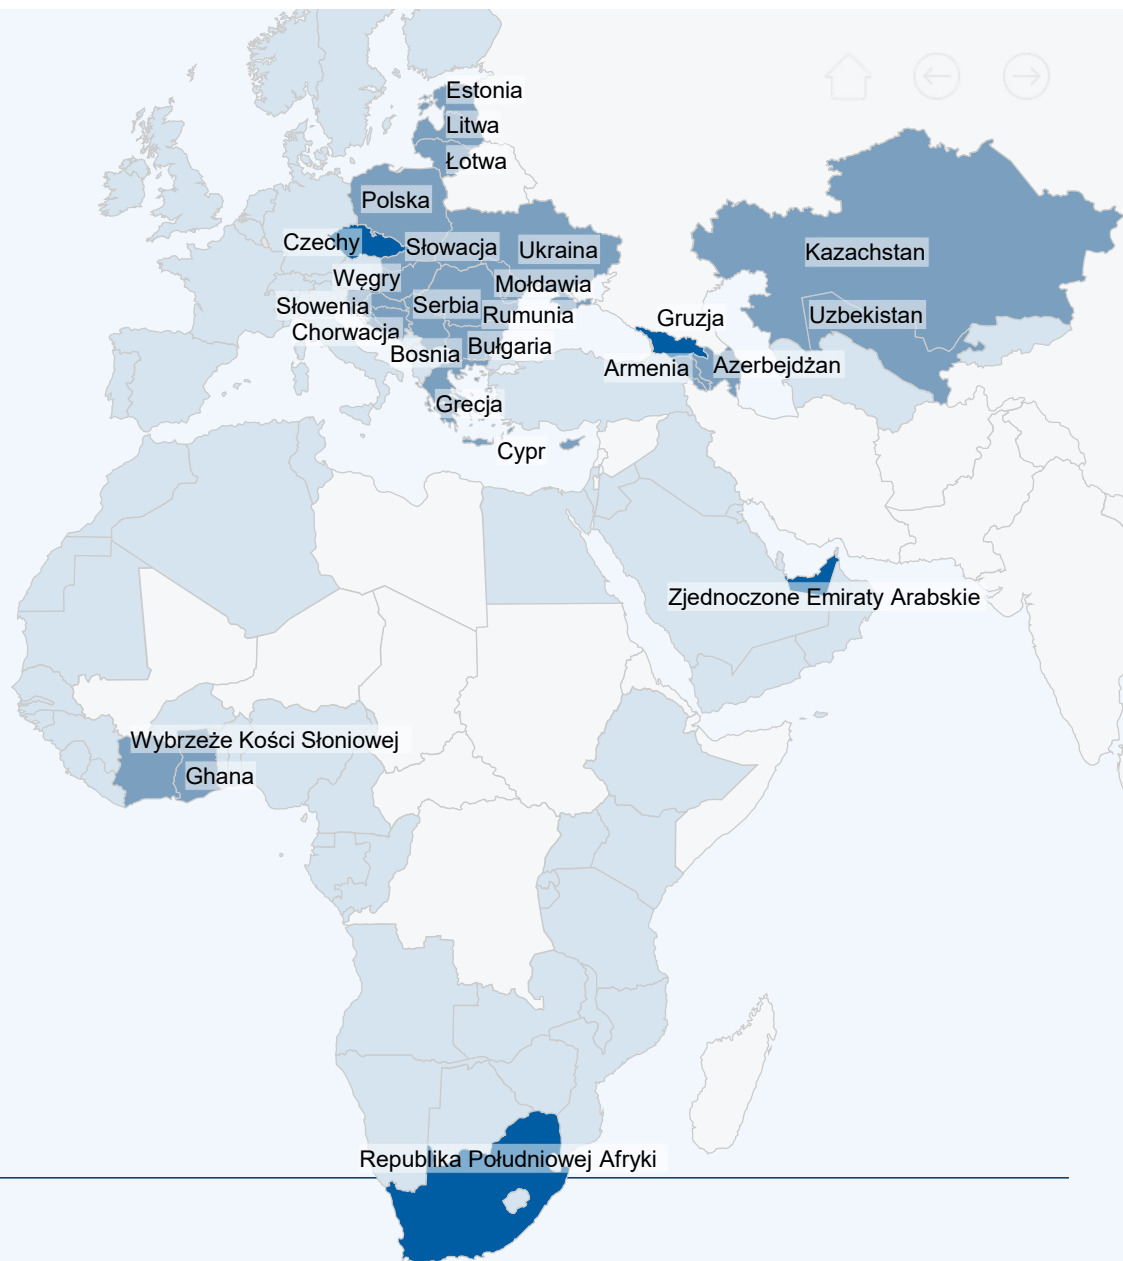 Estonia
Litwa
Łotwa
Polska
Czechy
Słowacja
Ukraina
Kazachstan
Węgry
Mołdawia
Słowenia
Serbia
Rumunia
Uzbekistan
Gruzja
Chorwacja
Bosnia
Bułgaria
Armenia
Azerbejdżan
Grecja
Cypr
Zjednoczone Emiraty Arabskie
Wybrzeże Kości Słoniowej
Ghana
Republika Południowej Afryki